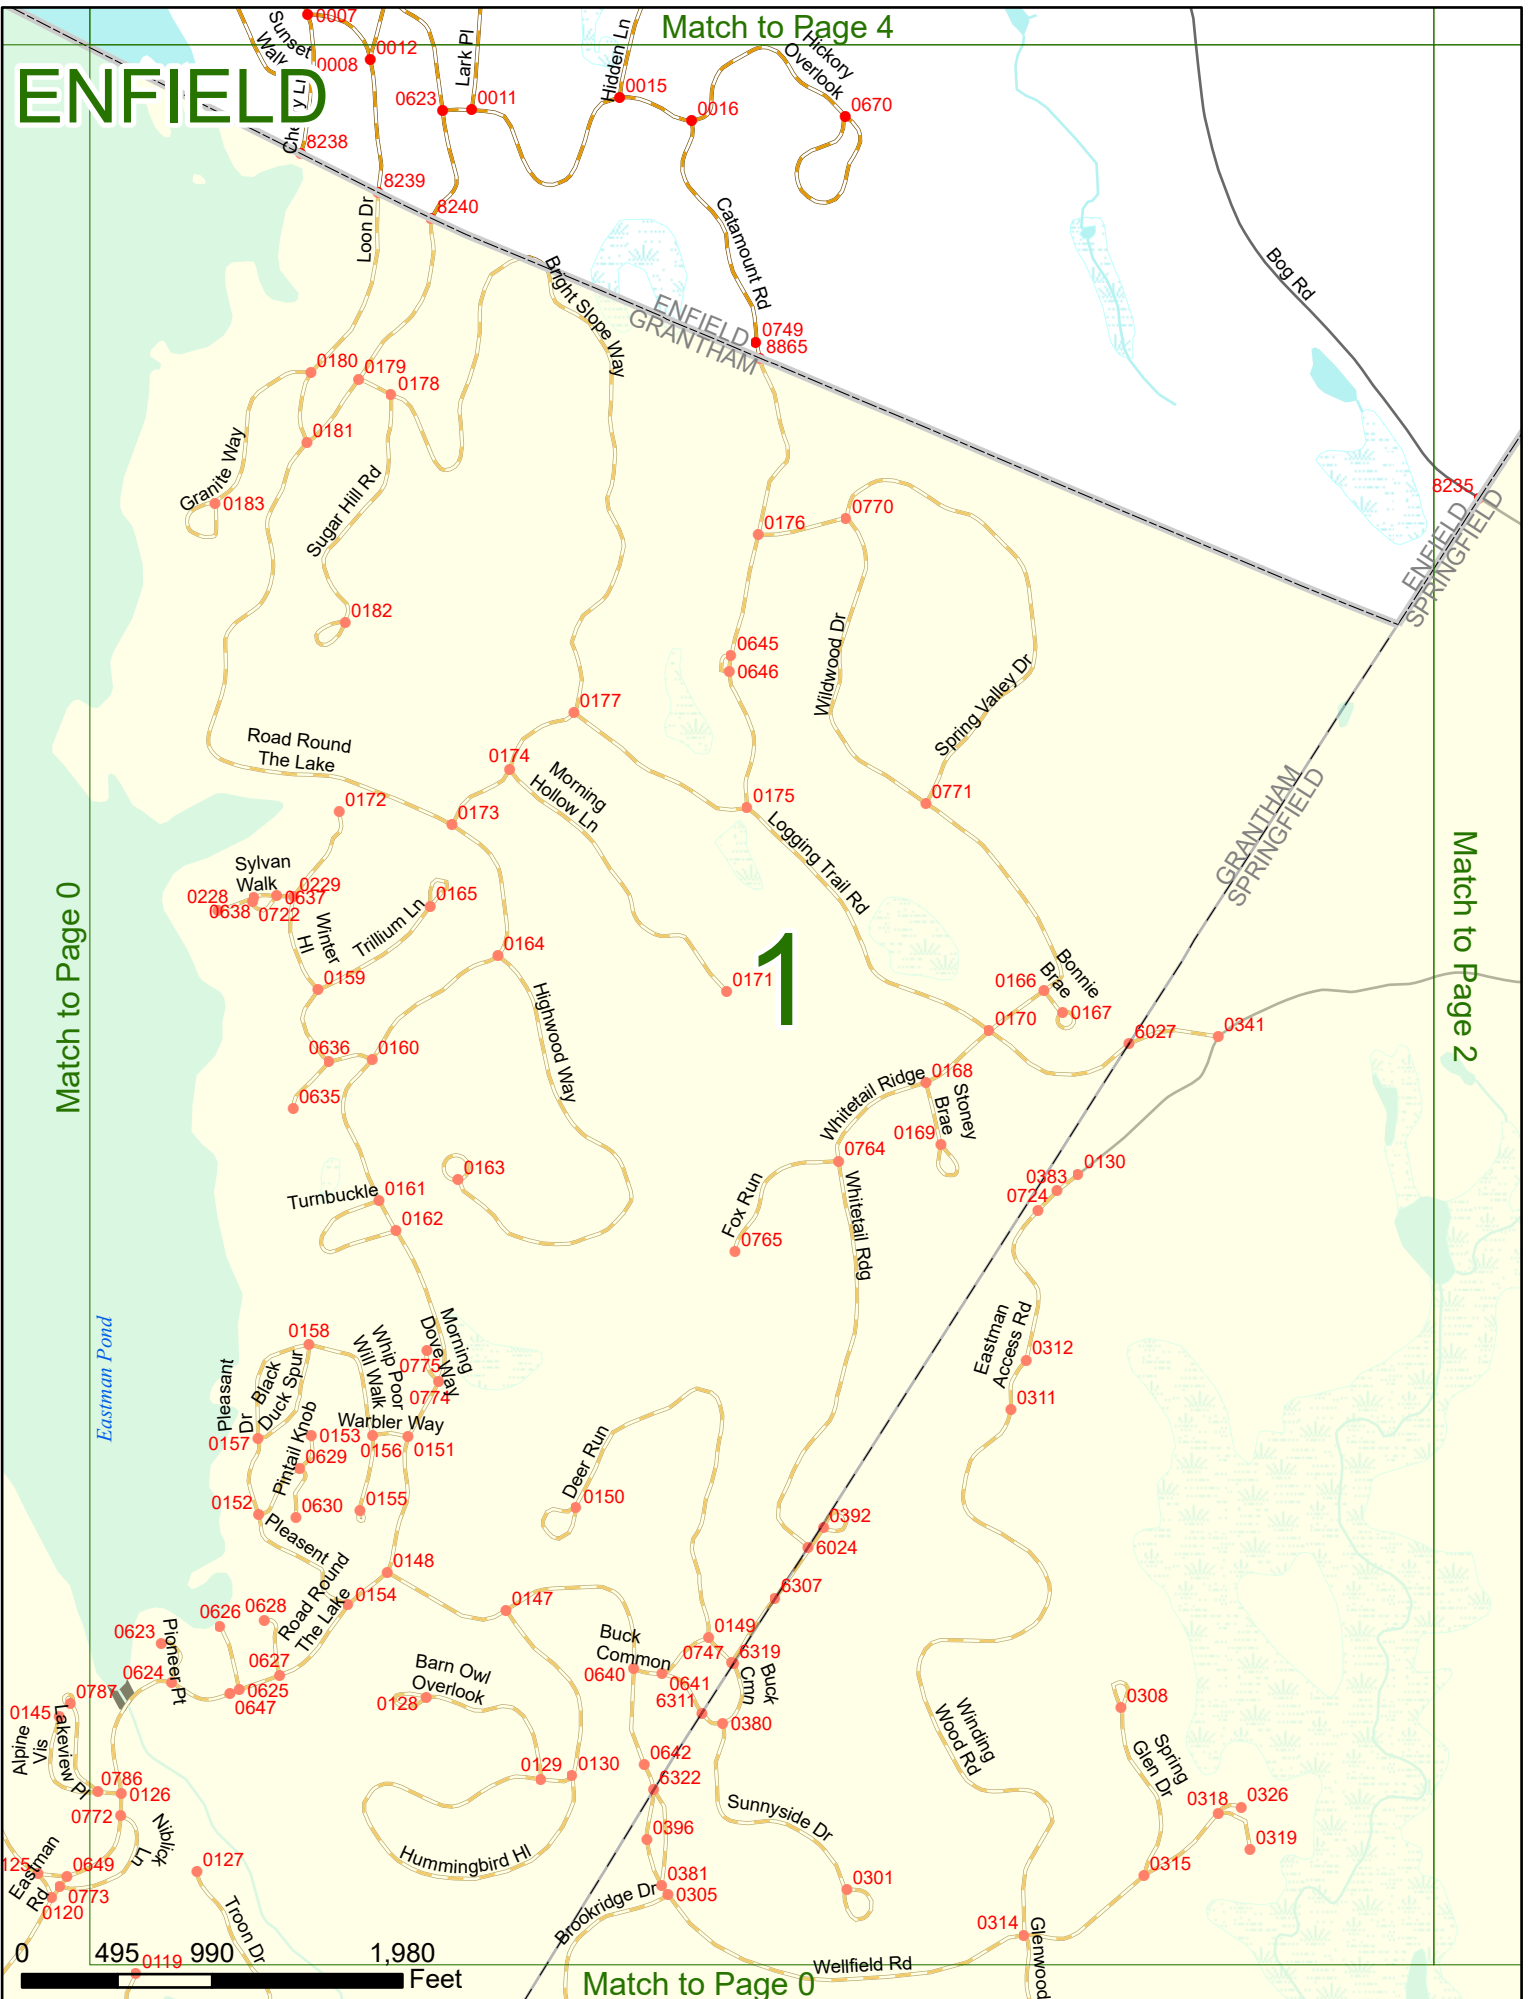 Match to Page 4
ENFIELD
0007
Sunset
Walk
0008
0012
Lark Pl
Hidden Ln
Hickory
Overlook
0623
0011
0015
0016
0670
8238
8239
8240
Loon Dr
Catamount Rd
Bog Rd
Bright Slope Way
ENFIELD
GRANTHAM
0749
8865
0180
0179
0178
0181
Granite Way
0183
Sugar Hill Rd
8235
ENFIELD
SPRINGFIELD
0176
0770
0182
0645
0646
Wildwood Dr
Spring Valley Dr
0177
Road Round
The Lake
0174
Morning
Hollow Ln
0172
0173
0175
0771
Logging Trail Rd
GRANTHAM
SPRINGFIELD
Match to Page 0
Match to Page 2
Sylvan
Walk
0229
0228
0637
0638
0722
Winter
Hl
Trillium Ln
0165
0164
0159
0171
1
0166
Bonnie
Brae
0167
0170
6027
0341
Highwood Way
0636
0160
0635
Whitetail Ridge
0168
Stoney
Brae
0169
0163
0764
0130
0383
0724
Turnbuckle
0161
0162
Fox Run
0765
Whitetail Rdg
Eastman Pond
0158
Pleasant
Dr
Black
Duck Spur
Whip Poor
Will Walk
Morning
Dove Way
0775
0774
Eastman
Access Rd
0312
0311
0157
Pintail Knob
0153
0629
Warbler Way
0156
0151
Deer Run
0152
0630
0155
0150
Pleasent
0392
6024
Road Round
The Lake
0148
0154
0147
6307
0626
0628
0623
Pioneer Pt
0624
0627
0625
0647
Buck
Common
0149
0747
6319
Buck
Cmn
0640
0641
6311
0380
Barn Owl
Overlook
0128
0787
0145
Alpine
Vis
Lakeview Pl
0786
0126
0772
0129
0130
0642
6322
Winding
Wood Rd
0308
Spring
Glen Dr
0318
0326
0319
Niblick
Ln
Sunnyside Dr
0396
Hummingbird Hl
0127
0649
Eastman
Rd
0773
0120
0381
0305
0301
0315
Troon Dr
Brookridge Dr
0314
Glenwood
Wellfield Rd
0119
0 495 990 1,980
Feet
Match to Page 0